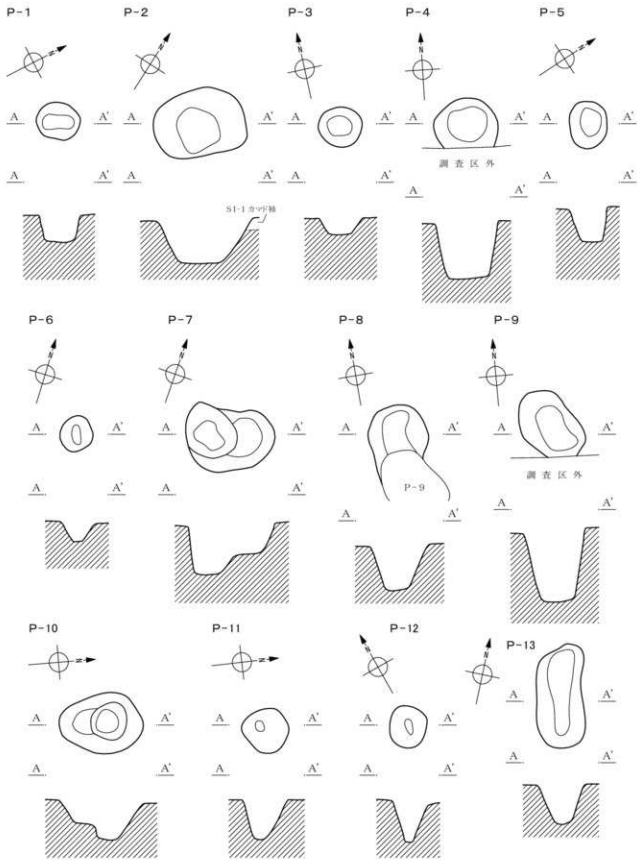 P-1 P-2 P-3 P-4 P-5
N N N N N
A A' A A' A A' A A' A A'
調査区外
A A' A A' A A' A A' A A'
SI-1 カマド袖
P-6 P-7 P-8 P-9
N N N N
A A' A A' A A' A A'
調査区外
P-9
A A' A A' A A' A A'
P-10 P-11 P-12 P-13
N N N N
A A' A A' A A' A A'
A A' A A' A A' A A'